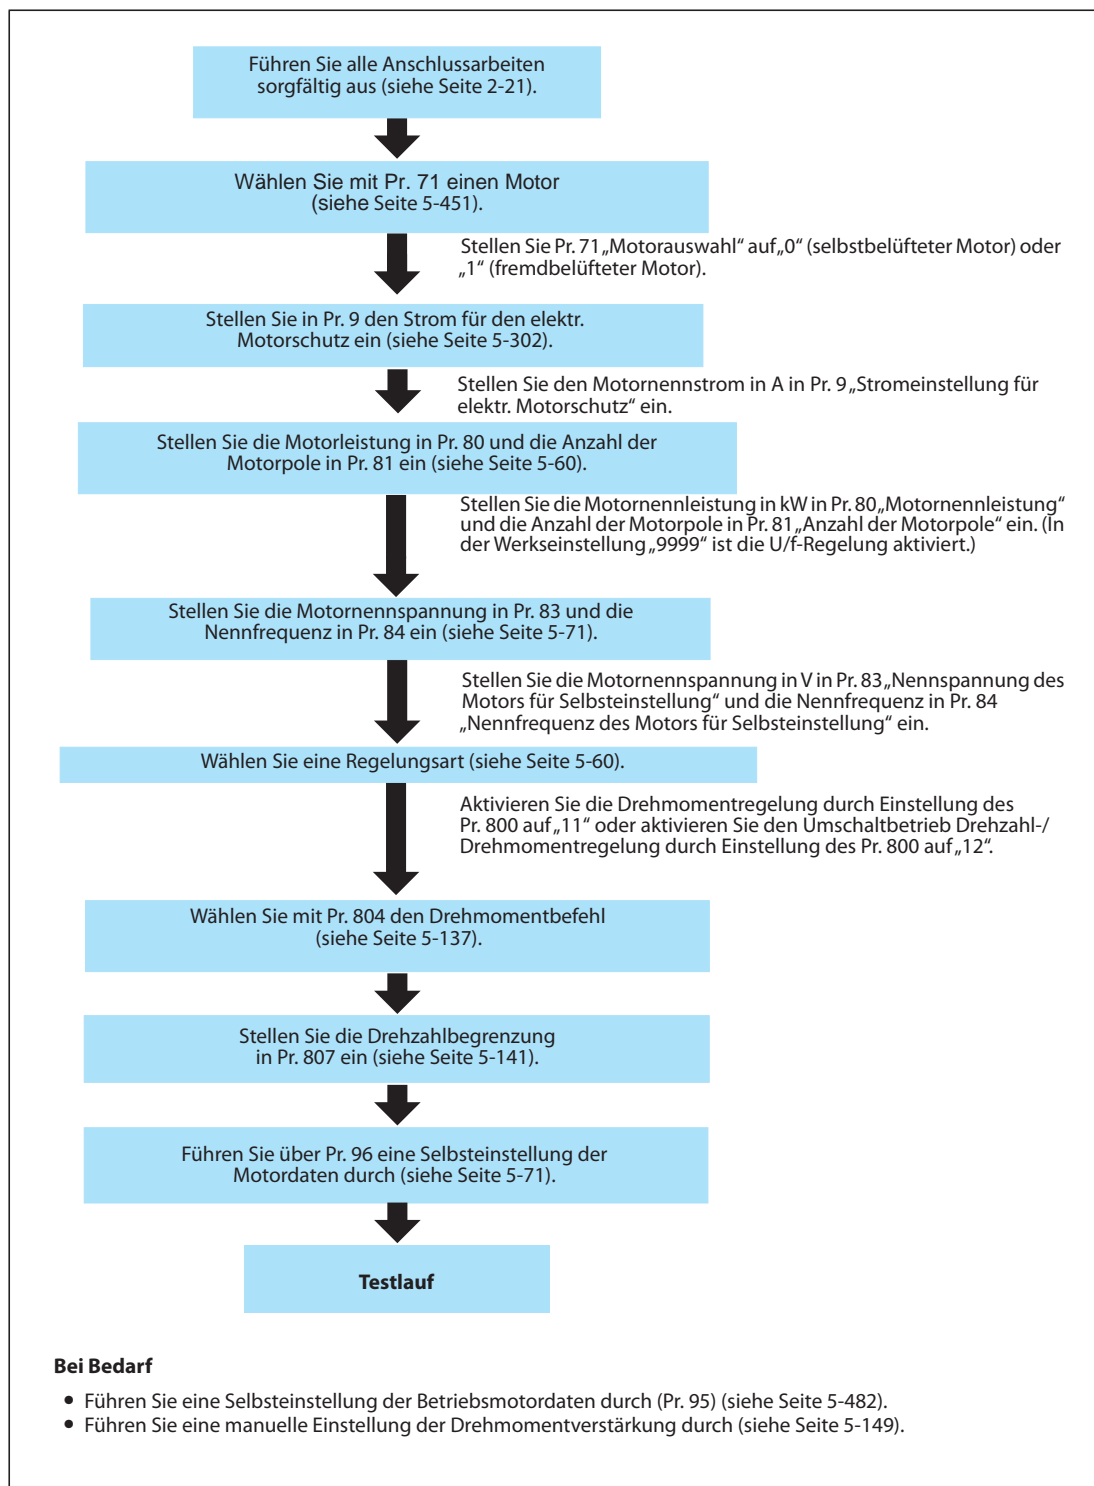 Führen Sie alle Anschlussarbeiten
sorgfältig aus (siehe Seite 2-21).
Wählen Sie mit Pr. 71 einen Motor
(siehe Seite 5-451).
Stellen Sie Pr. 71 „Motorauswahl“ auf „0“ (selbstbelüfteter Motor) oder
„1“ (fremdbelüfteter Motor).
Stellen Sie in Pr. 9 den Strom für den elektr.
Motorschutz ein (siehe Seite 5-302).
Stellen Sie den Motornennstrom in A in Pr. 9 „Stromeinstellung für
elektr. Motorschutz“ ein.
Stellen Sie die Motorleistung in Pr. 80 und die Anzahl der
Motorpole in Pr. 81 ein (siehe Seite 5-60).
Stellen Sie die Motornennleistung in kW in Pr. 80 „Motornennleistung“
und die Anzahl der Motorpole in Pr. 81 „Anzahl der Motorpole“ ein. (In
der Werkseinstellung „9999“ ist die U/f-Regelung aktiviert.)
Stellen Sie die Motornennspannung in Pr. 83 und die
Nennfrequenz in Pr. 84 ein (siehe Seite 5-71).
Stellen Sie die Motornennspannung in V in Pr. 83 „Nennspannung des
Motors für Selbsteinstellung“ und die Nennfrequenz in Pr. 84
„Nennfrequenz des Motors für Selbsteinstellung“ ein.
Wählen Sie eine Regelungsart (siehe Seite 5-60).
Aktivieren Sie die Drehmomentregelung durch Einstellung des
Pr. 800 auf „11“ oder aktivieren Sie den Umschaltbetrieb Drehzahl-/
Drehmomentregelung durch Einstellung des Pr. 800 auf „12“.
Wählen Sie mit Pr. 804 den Drehmomentbefehl
(siehe Seite 5-137).
Stellen Sie die Drehzahlbegrenzung
in Pr. 807 ein (siehe Seite 5-141).
Führen Sie über Pr. 96 eine Selbsteinstellung der
Motordaten durch (siehe Seite 5-71).
Testlauf
Bei Bedarf
● Führen Sie eine Selbsteinstellung der Betriebsmotordaten durch (Pr. 95) (siehe Seite 5-482).
● Führen Sie eine manuelle Einstellung der Drehmomentverstärkung durch (siehe Seite 5-149).